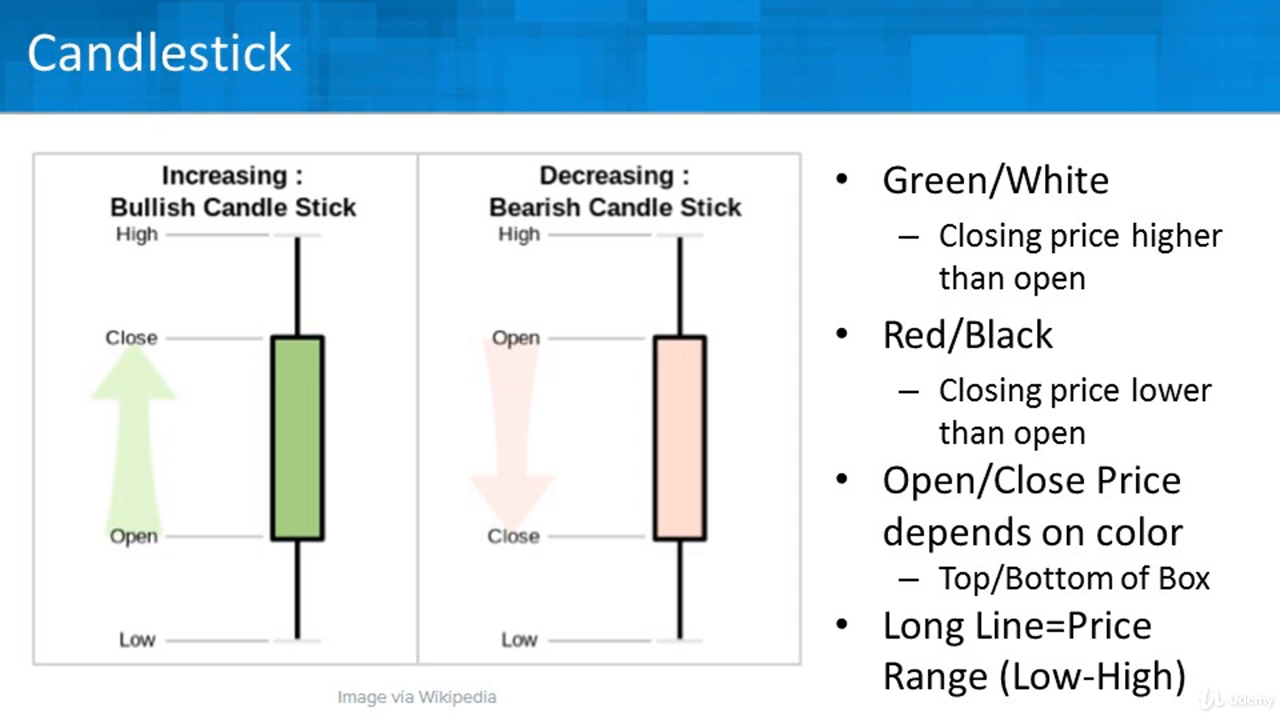 Candlestick
Increasing :
Bullish Candle Stick
High
Close
Open
Low
Decreasing :
Bearish Candle Stick
High
Open
Close
Low
Image via Wikipedia
• Green/White
– Closing price higher
than open
• Red/Black
– Closing price lower
than open
• Open/Close Price
depends on color
– Top/Bottom of Box
• Long Line=Price
Range (Low-High)
Udemy